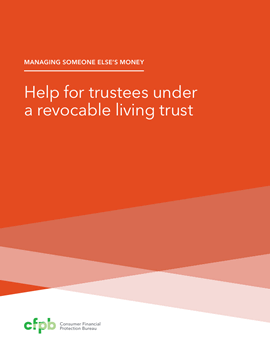 MANAGING SOMEONE ELSE'S MONEY
Help for trustees under
a revocable living trust
cfpb
Consumer Financial
Protection Bureau